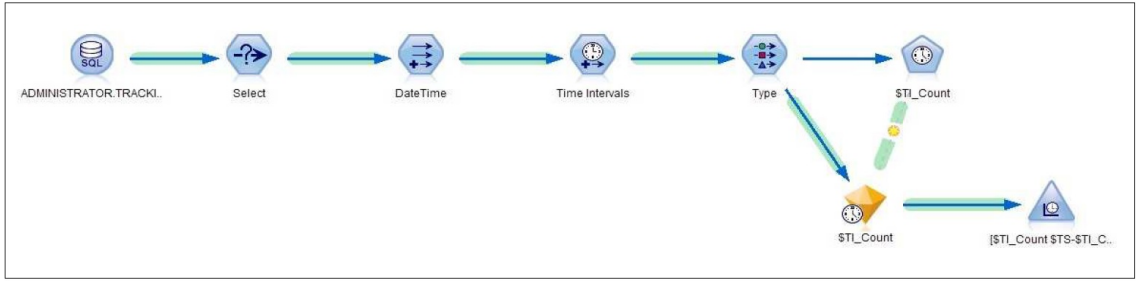 SQL
ADMINISTRATOR.TRACKI..
Select
DateTime
Time Intervals
Type
$TI_Count
$TI_Count
[$TI_Count $TS-$TI_C..